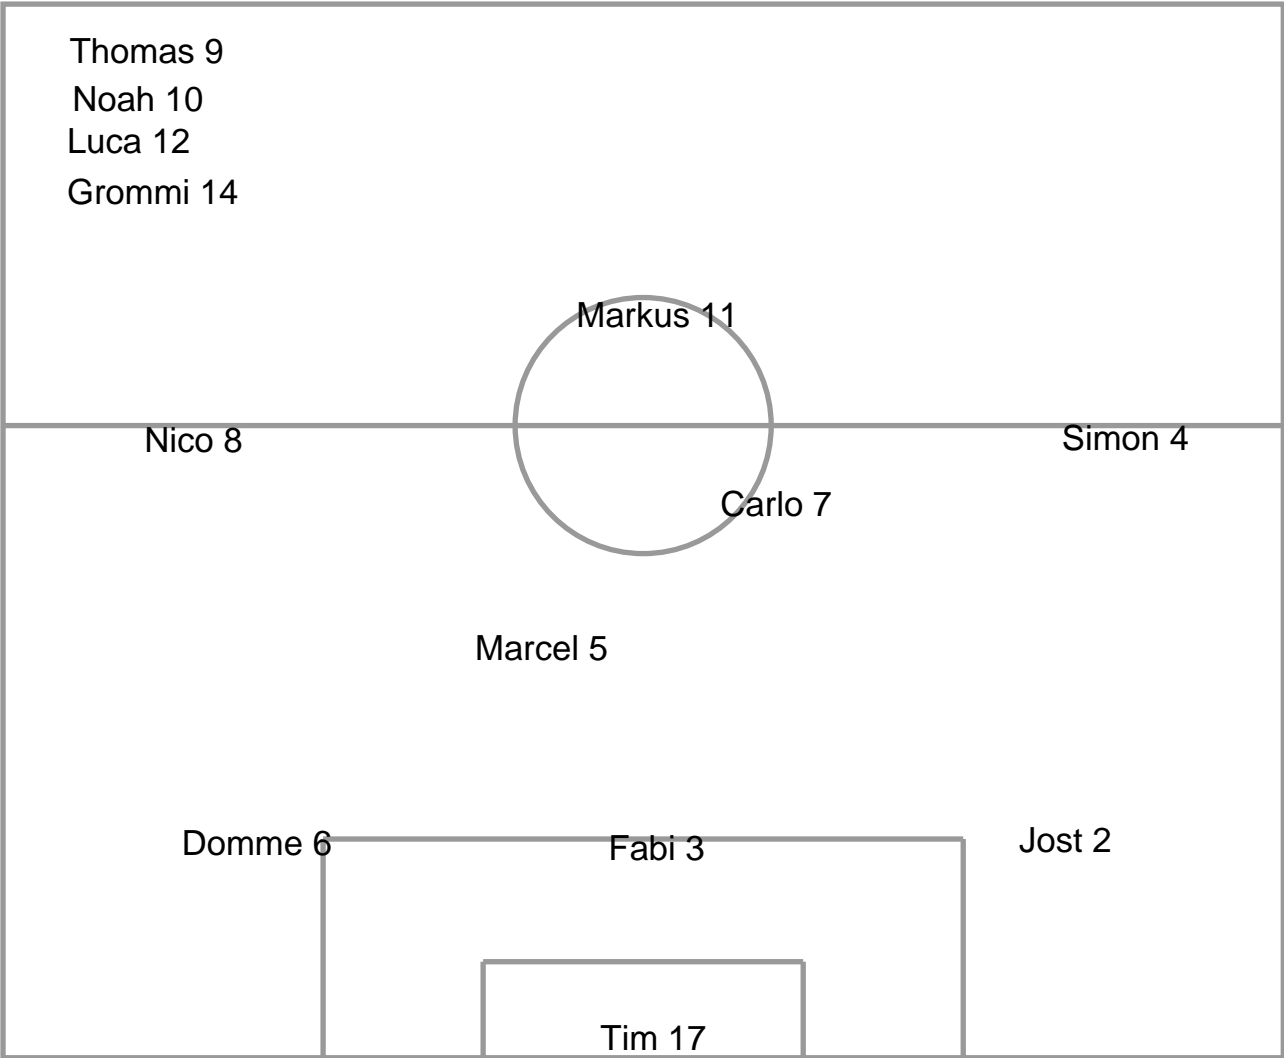 Thomas 9
Noah 10
Luca 12
Grommi 14
Markus 11
Nico 8
Simon 4
Carlo 7
Marcel 5
Domme 6
Fabi 3
Jost 2
Tim 17